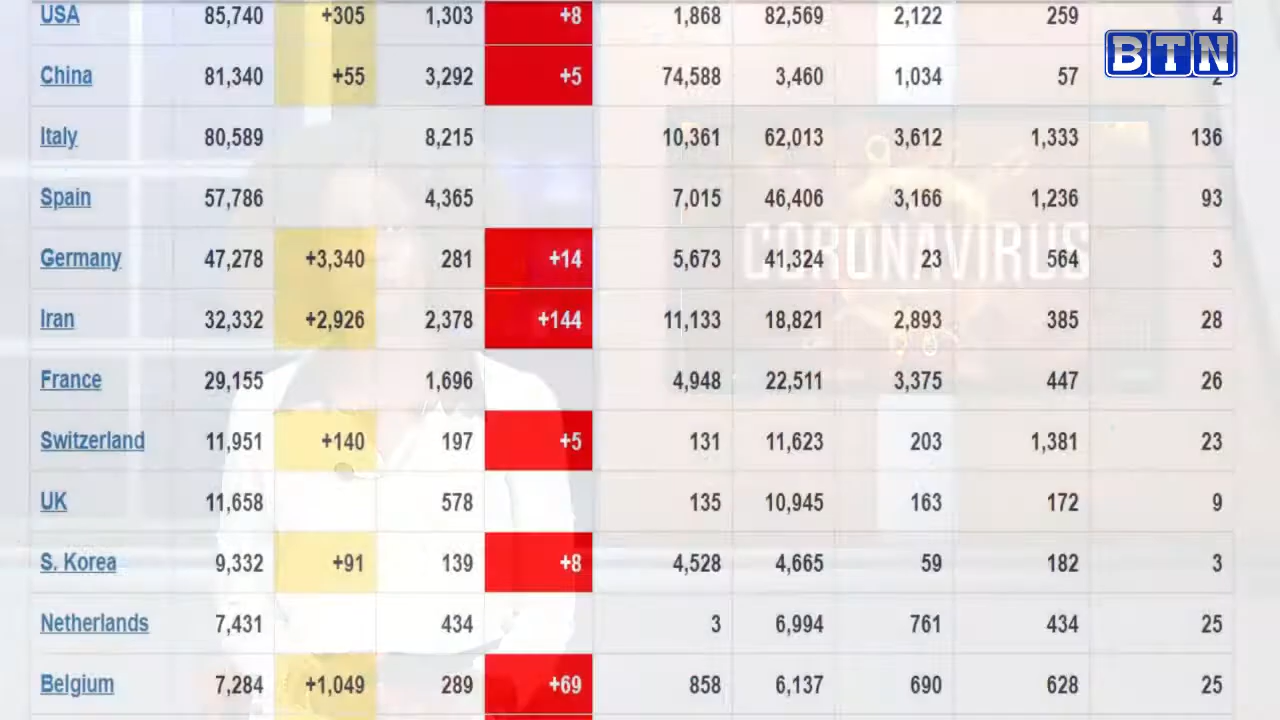 USA 85,740 +305 1,303 +8 1,868 82,569 2,122 259 4
BTN
China 81,340 +55 3,292 +5 74,588 3,460 1,034 57 2
Italy 80,589 8,215 10,361 62,013 3,612 1,333 136
Spain 57,786 4,365 7,015 46,406 3,166 1,236 93
CORONAVIRUS
Germany 47,278 +3,340 281 +14 5,673 41,324 23 564 3
Iran 32,332 +2,926 2,378 +144 11,133 18,821 2,893 385 28
France 29,155 1,696 4,948 22,511 3,375 447 26
Switzerland 11,951 +140 197 +5 131 11,623 203 1,381 23
UK 11,658 578 135 10,945 163 172 9
S. Korea 9,332 +91 139 +8 4,528 4,665 59 182 3
Netherlands 7,431 434 3 6,994 761 434 25
Belgium 7,284 +1,049 289 +69 858 6,137 690 628 25